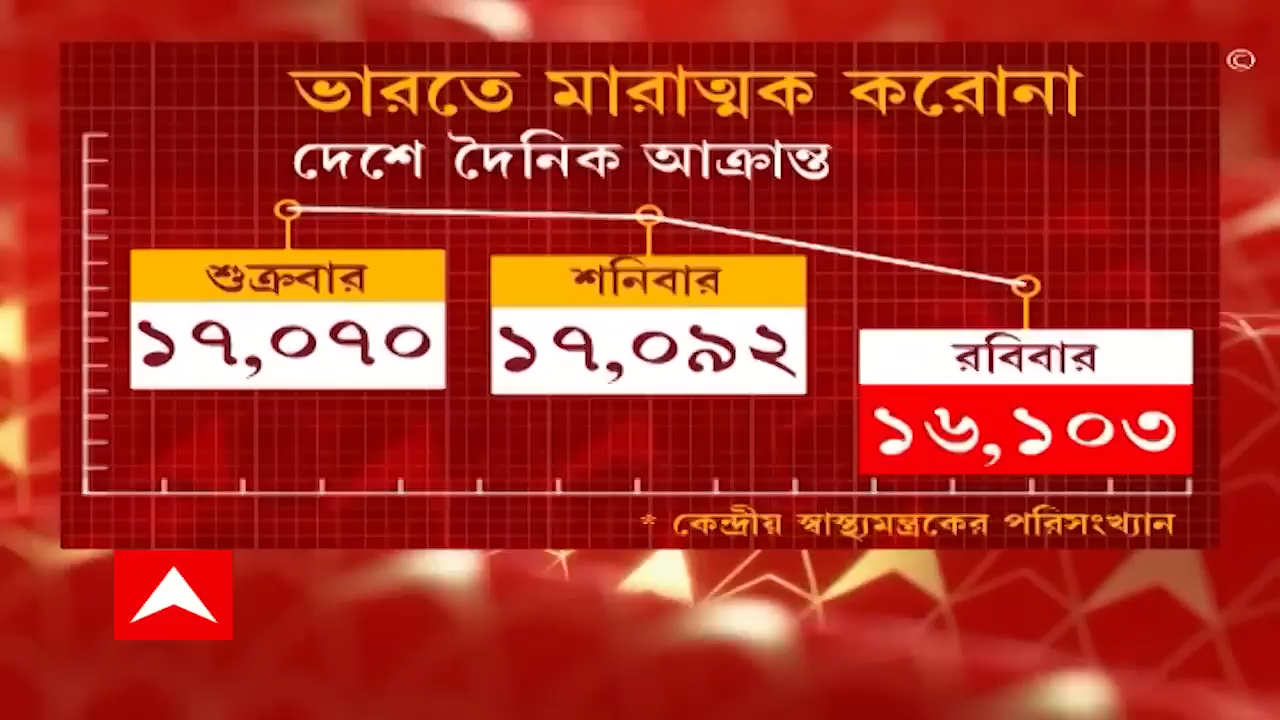 ©
ভারতে মারাত্মক করোনা
দেশে দৈনিক আক্রান্ত
শুক্রবার
১৭,০৭০
শনিবার
১৭,০৯২
রবিবার
১৬,১০৩
* কেন্দ্রীয় স্বাস্থ্যমন্ত্রকের পরিসংখ্যান